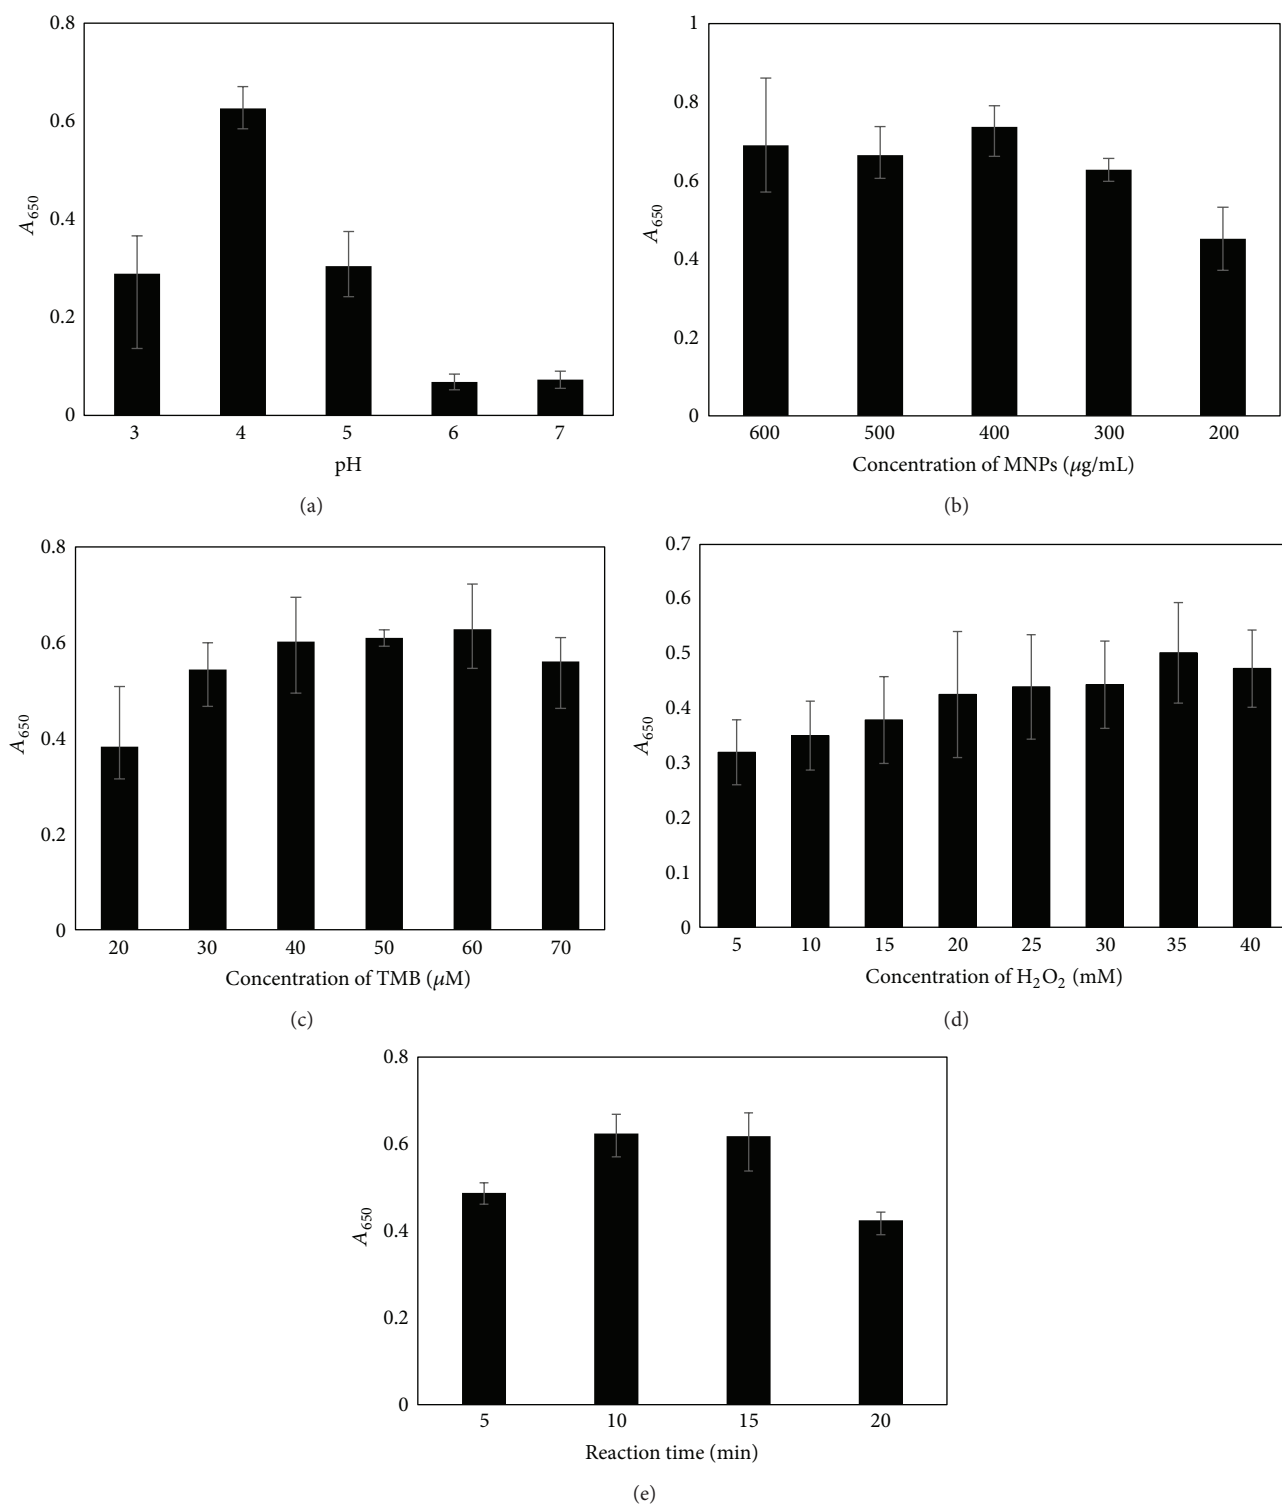 0.8
0.6
0.4
0.2
0
A650
3 4 5 6 7
pH
(a)
1
0.8
0.6
0.4
0.2
0
A650
600 500 400 300 200
Concentration of MNPs (μg/mL)
(b)
0.8
0.6
0.4
0.2
0
A650
20 30 40 50 60 70
Concentration of TMB (μM)
(c)
0.7
0.6
0.5
0.4
0.3
0.2
0.1
0
A650
5 10 15 20 25 30 35 40
Concentration of H2O2 (mM)
(d)
0.8
0.6
0.4
0.2
0
A650
5 10 15 20
Reaction time (min)
(e)